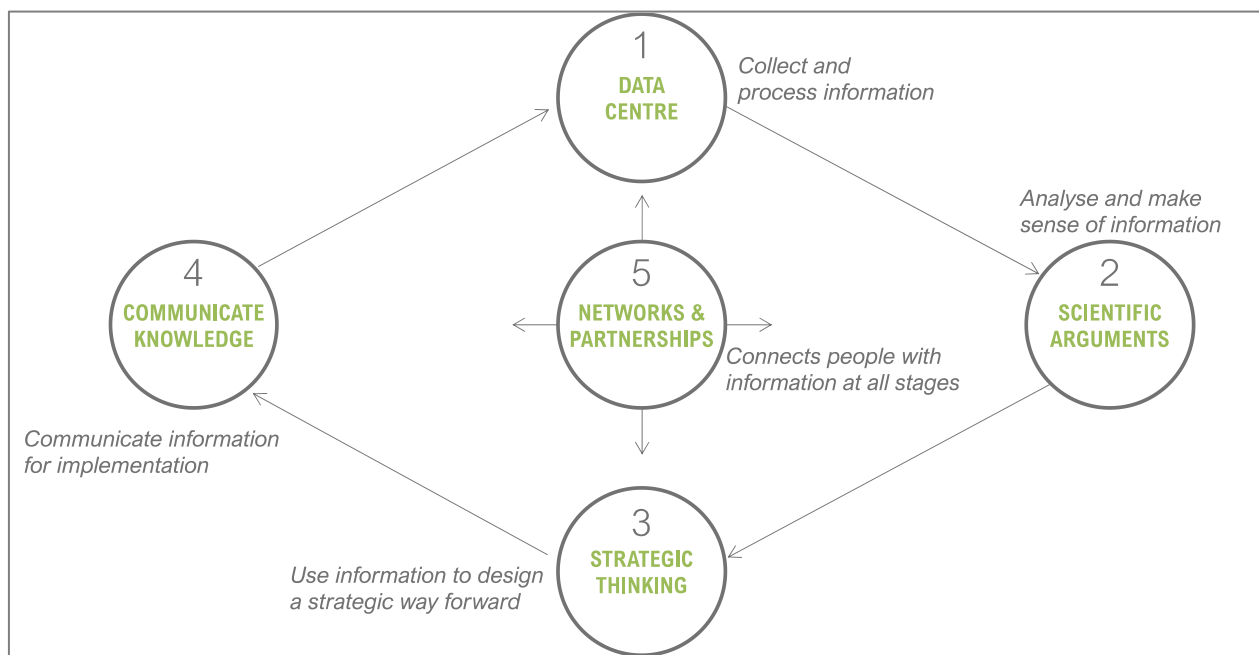 1
DATA
CENTRE
Collect and
process information
2
SCIENTIFIC
ARGUMENTS
Analyse and make
sense of information
3
STRATEGIC
THINKING
Use information to design
a strategic way forward
4
COMMUNICATE
KNOWLEDGE
Communicate information
for implementation
5
NETWORKS &
PARTNERSHIPS
Connects people with
information at all stages